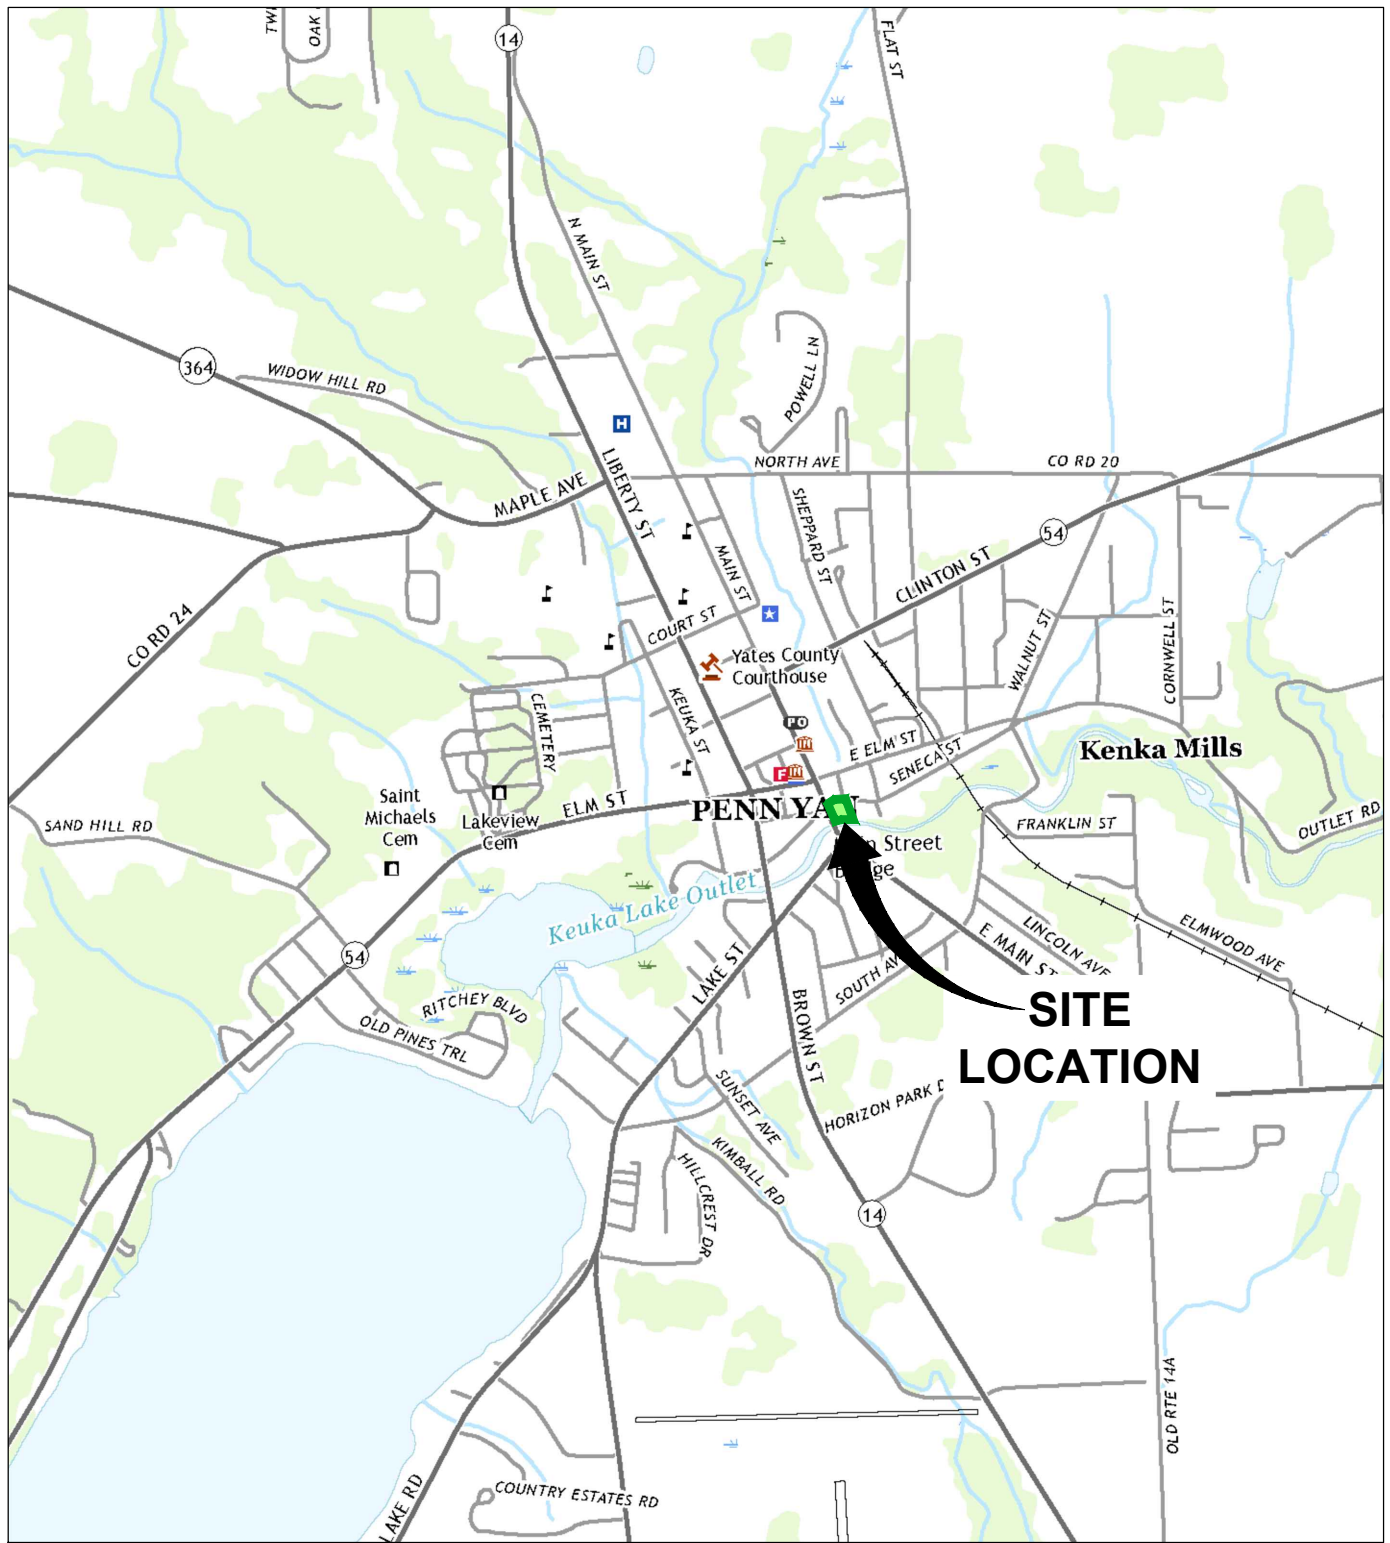 TWI
OAK
14
FLAT ST
N MAIN ST
364
WIDOW HILL RD
POWELL LN
H
LIBERTY ST
NORTH AVE
CO RD 20
MAPLE AVE
SHEPPARD ST
54
MAIN ST
CLINTON ST
CO RD 24
COURT ST
WALNUT ST
CORNWELL ST
Yates County
Courthouse
CEMETERY
KEUKA ST
PO
E ELM ST
SENECA ST
Kenka Mills
F
Saint
Michaels
Cem
Lakeview
Cem
ELM ST
PENN YAN
SAND HILL RD
FRANKLIN ST
OUTLET RD
Street
Keuka Lake Outlet
LINCOLN AVE
ELMWOOD AVE
E MAIN ST
54
LAKE ST
SOUTH AV
RITCHEY BLVD
OLD PINES TRL
BROWN ST
SITE
LOCATION
SUNSET AVE
HORIZON PARK D
KIMBALL RD
HILLCREST DR
14
OLD RTE 14A
COUNTRY ESTATES RD
LAKE RD